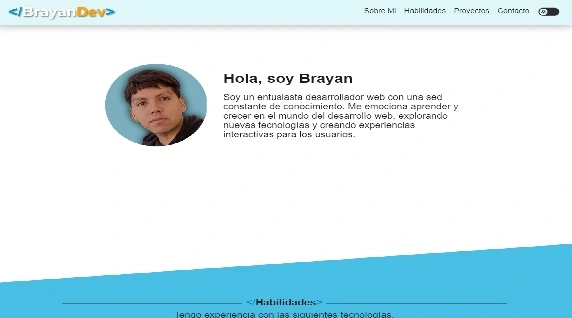 </BrayanDev>
Sobre Mi Habilidades Proyectos Contacto
Hola, soy Brayan
Soy un entusiasta desarrollador web con una sed
constante de conocimiento. Me emociona aprender y
crecer en el mundo del desarrollo web, explorando
nuevas tecnologías y creando experiencias
interactivas para los usuarios.
</Habilidades>
Tengo experiencia con las siguientes tecnologías.